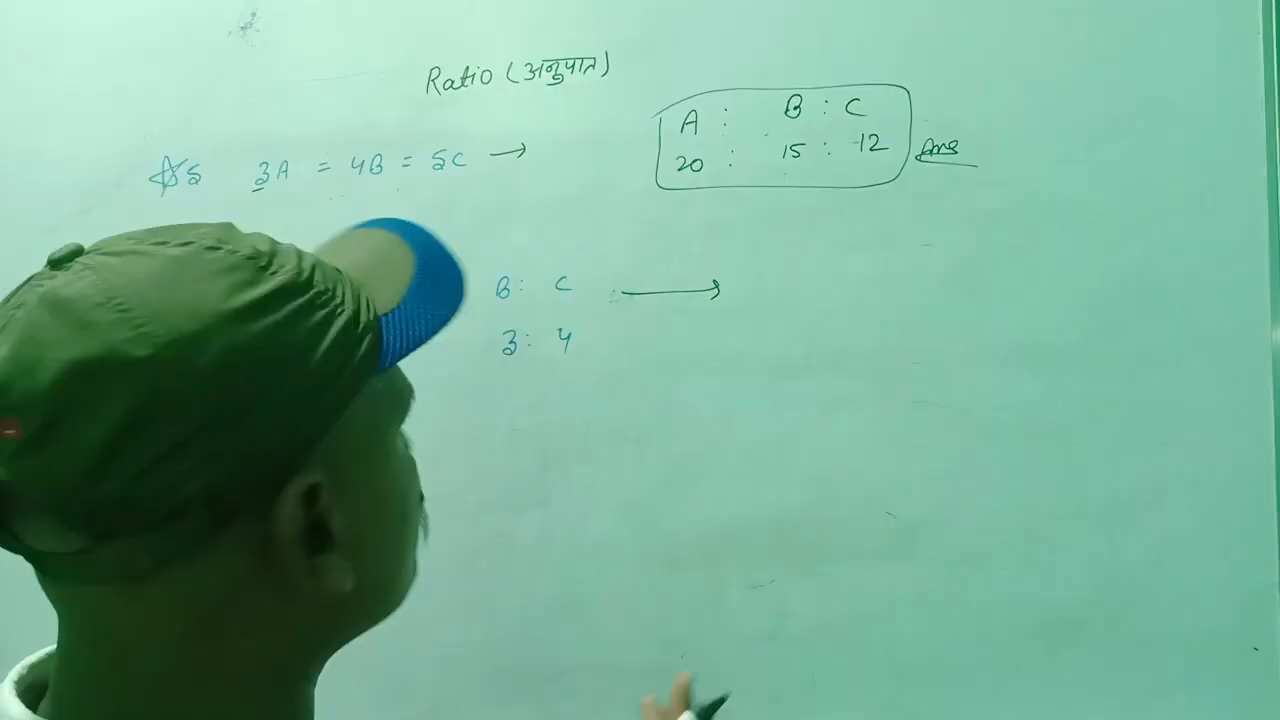 Ratio (अनुपात)
A : B : C
20 : 15 : 12 Ans
3A = 4B = 5C →
B : C →
3 : 4